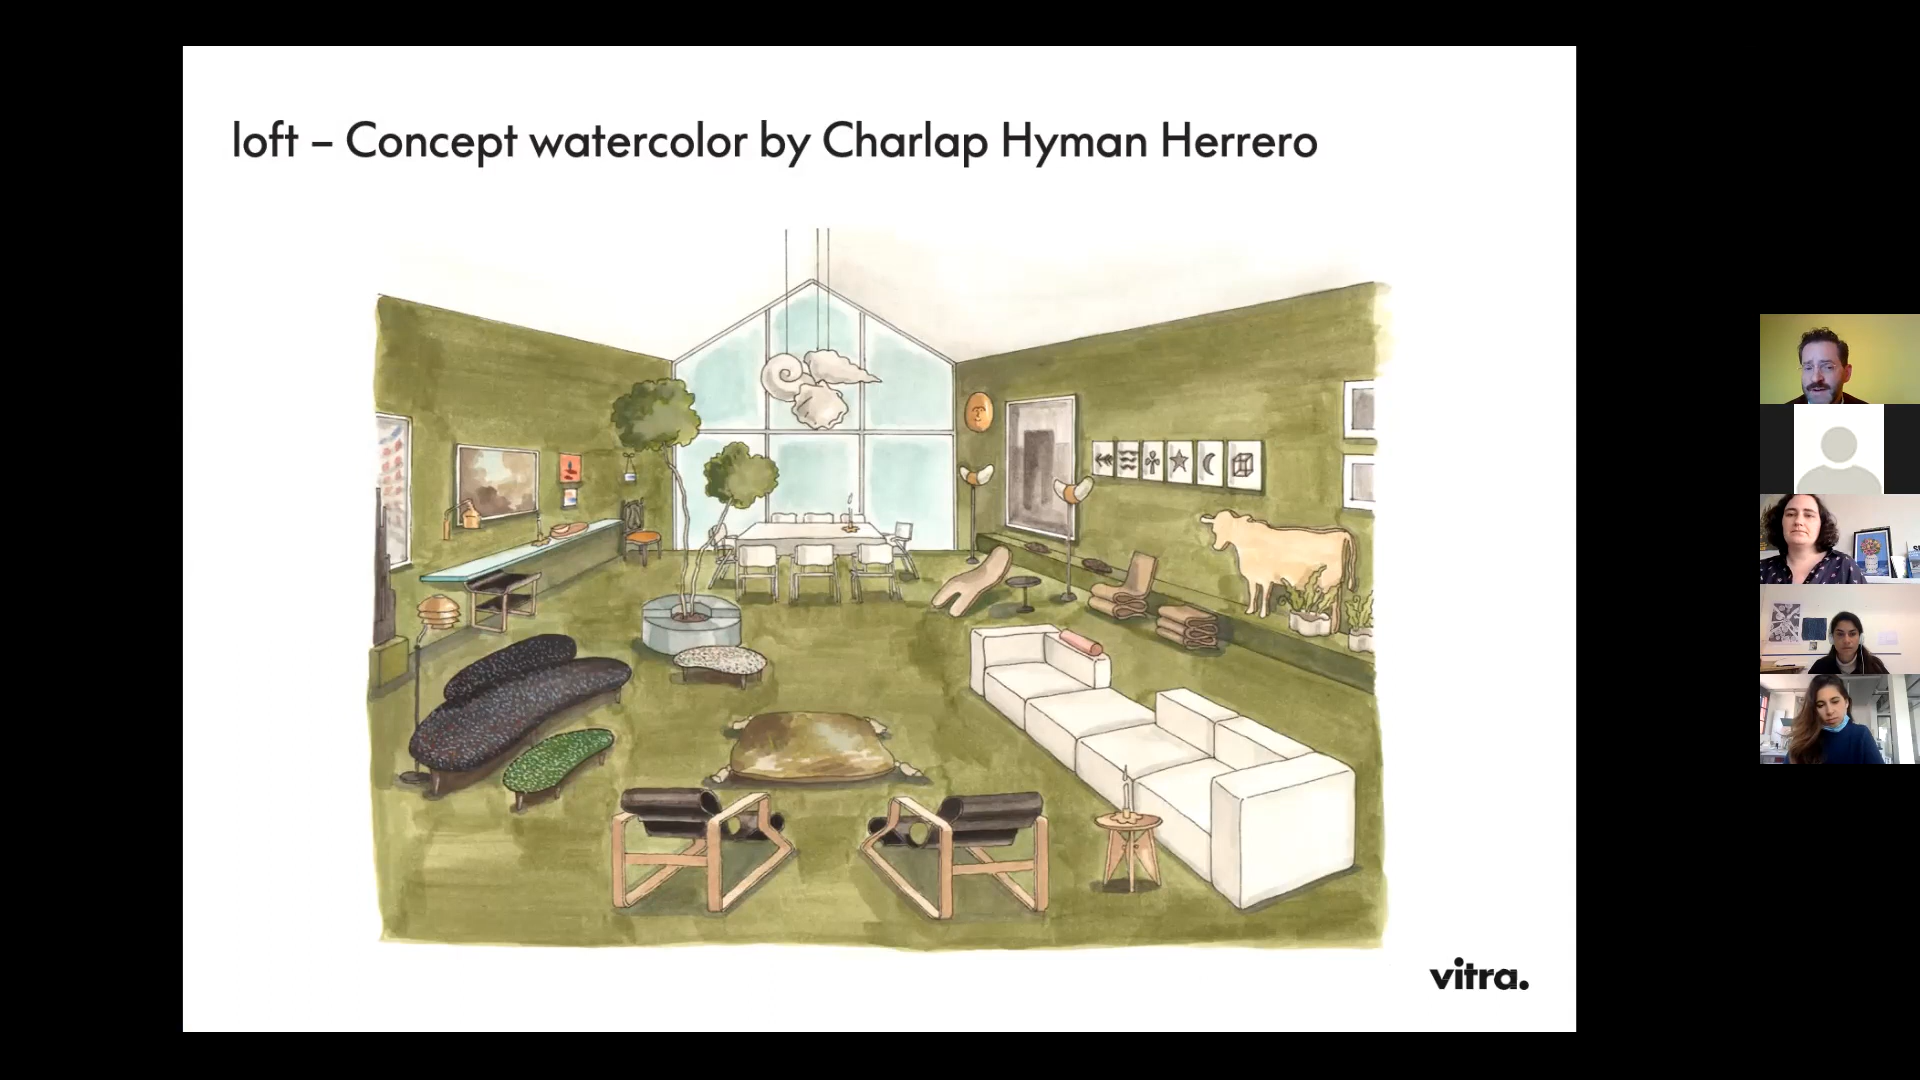 loft – Concept watercolor by Charlap Hyman Herrero
vitra.